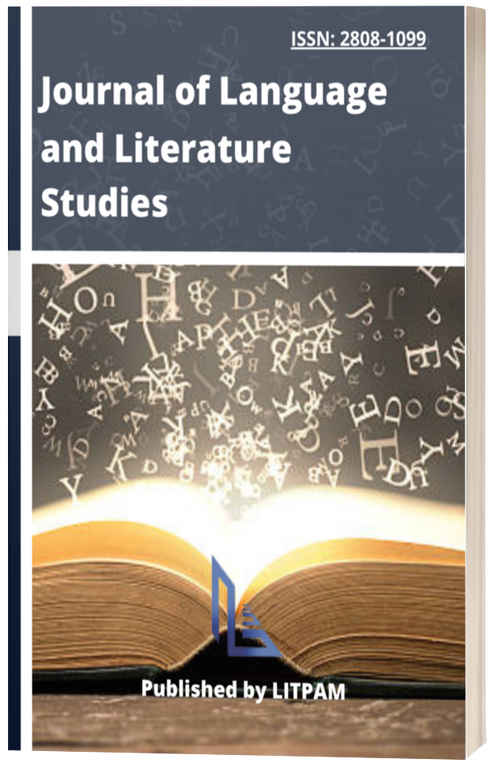 ISSN: 2808-1099
Journal of Language
and Literature
Studies
Published by LITPAM